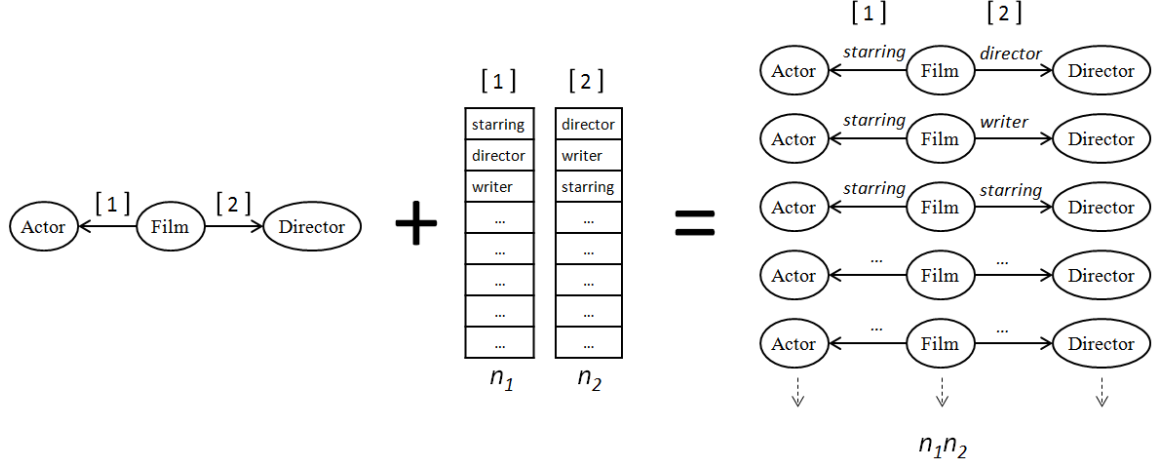 [1] [2]
Actor Film Director
+
[1] [2]
starring director
director writer
writer starring
... ...
... ...
... ...
... ...
... ...
n1 n2
=
[1] [2]
Actor starring Film director Director
Actor starring Film writer Director
Actor starring Film starring Director
Actor ... Film ... Director
Actor ... Film ... Director
n1n2